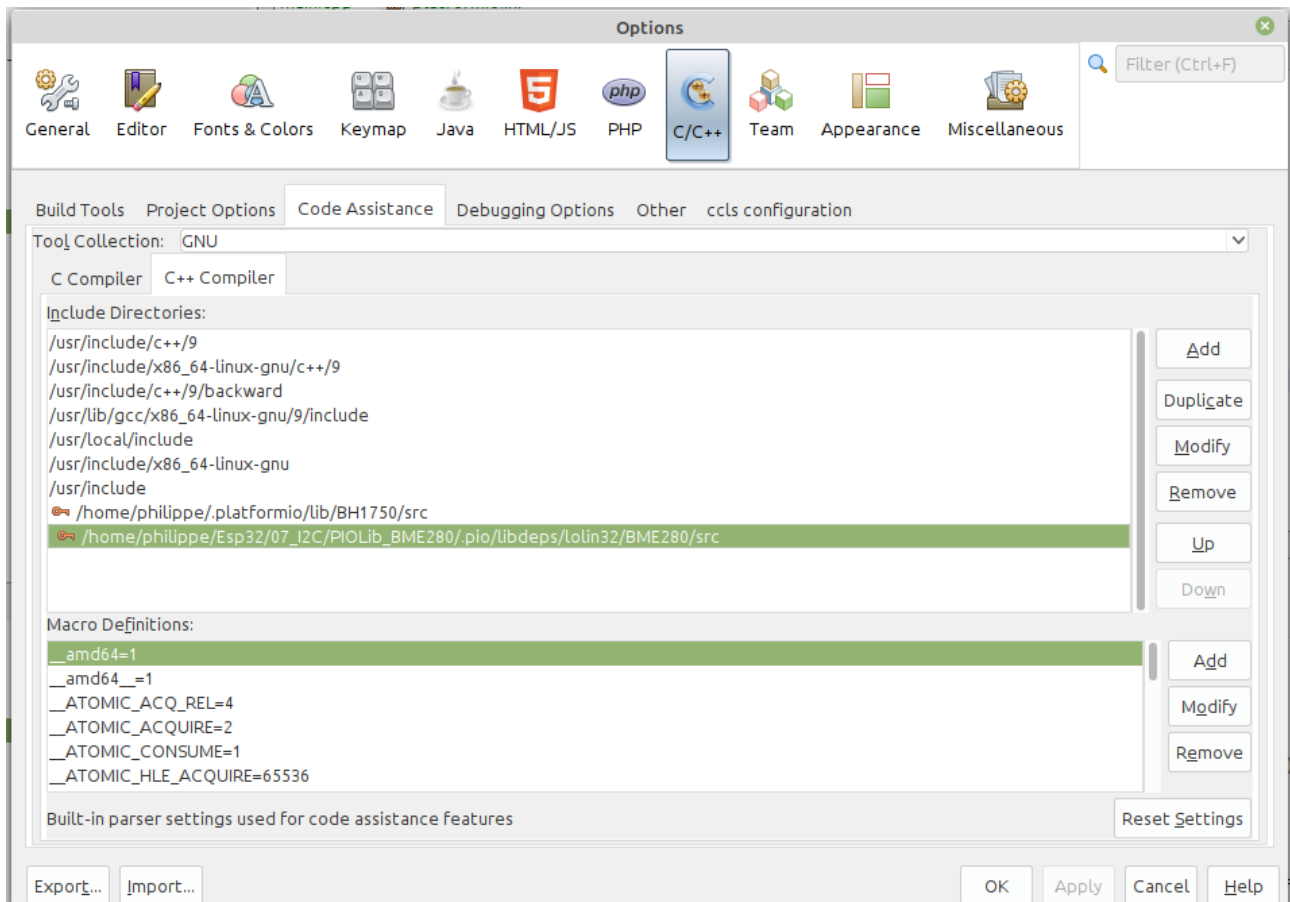 Options
Filter (Ctrl+F)
php
General Editor Fonts & Colors Keymap Java HTML/JS PHP C/C++ Team Appearance Miscellaneous
Build Tools Project Options Code Assistance Debugging Options Other ccls configuration
Tool Collection: GNU
C Compiler C++ Compiler
Include Directories:
/usr/include/c++/9
/usr/include/x86_64-linux-gnu/c++/9
/usr/include/c++/9/backward
/usr/lib/gcc/x86_64-linux-gnu/9/include
/usr/local/include
/usr/include/x86_64-linux-gnu
/usr/include
/home/philippe/.platformio/lib/BH1750/src
/home/philippe/Esp32/07_I2C/PIOLib_BME280/.pio/libdeps/lolin32/BME280/src
Add
Duplicate
Modify
Remove
Up
Down
Macro Definitions:
__amd64=1
__amd64__=1
__ATOMIC_ACQ_REL=4
__ATOMIC_ACQUIRE=2
__ATOMIC_CONSUME=1
__ATOMIC_HLE_ACQUIRE=65536
Add
Modify
Remove
Built-in parser settings used for code assistance features
Reset Settings
Export... Import... OK Apply Cancel Help